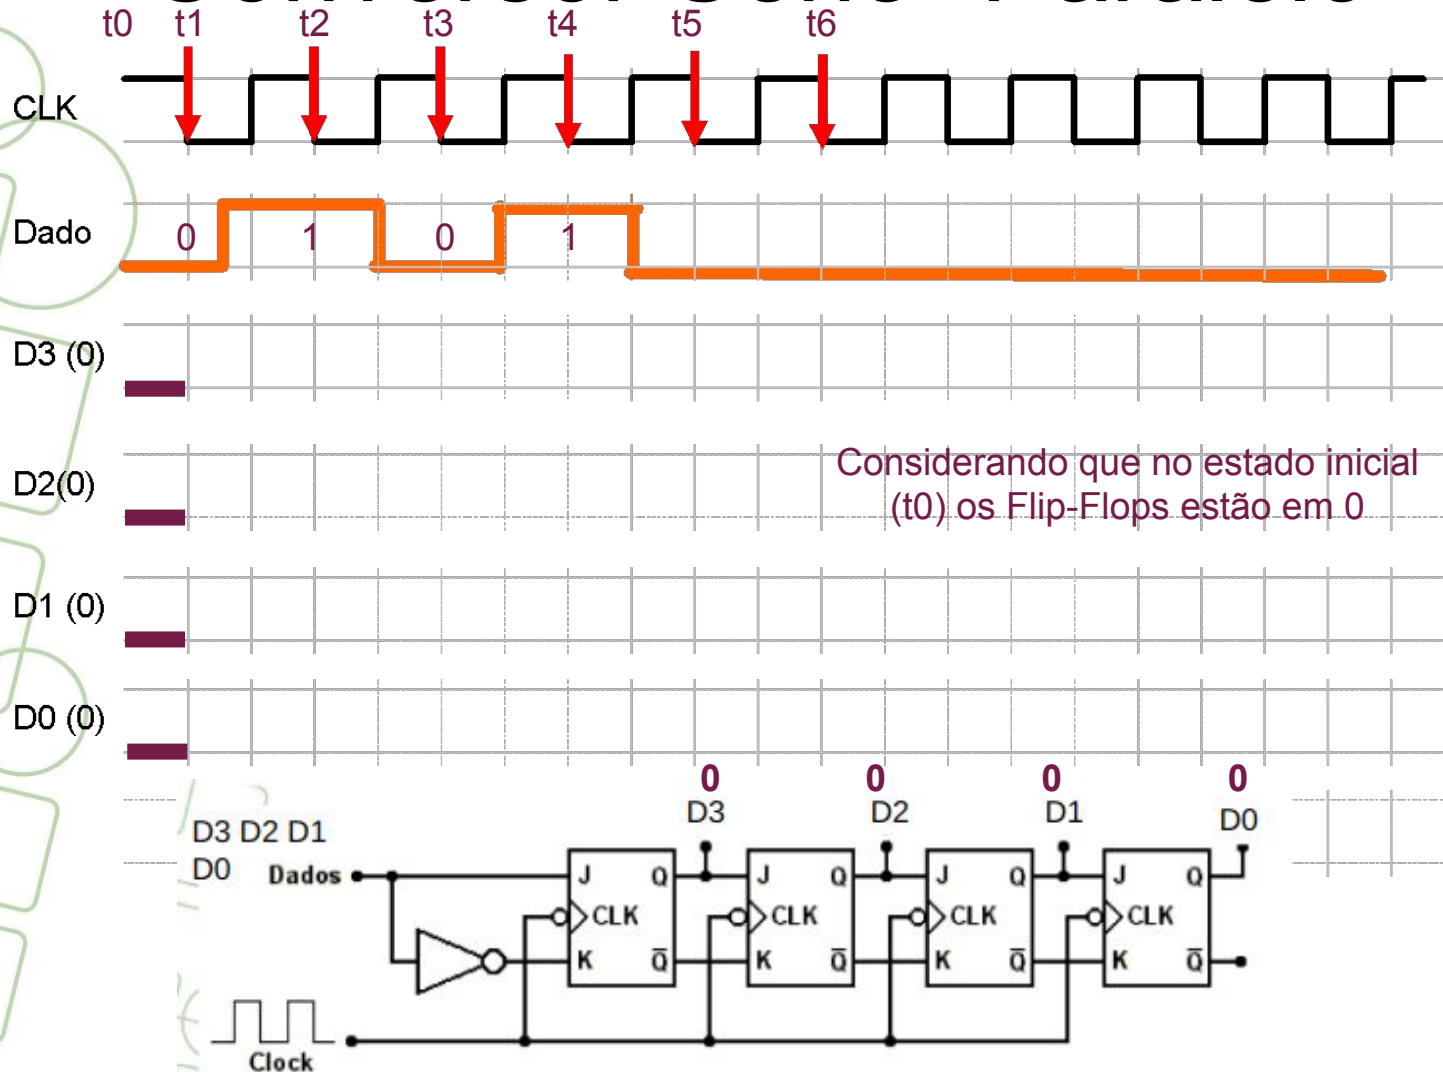 t0 t1 t2 t3 t4 t5 t6
CLK
Dado 0 1 0 1
D3 (0)
Considerando que no estado inicial
D2(0)
(t0) os Flip-Flops estão em 0
D1 (0)
D0 (0)
0 0 0 0
D3 D2 D1 D0
D3 D2 D1
D0
Dados J Q J Q J Q J Q
CLK CLK CLK CLK
K Q̅ K Q̅ K Q̅ K Q̅
Clock